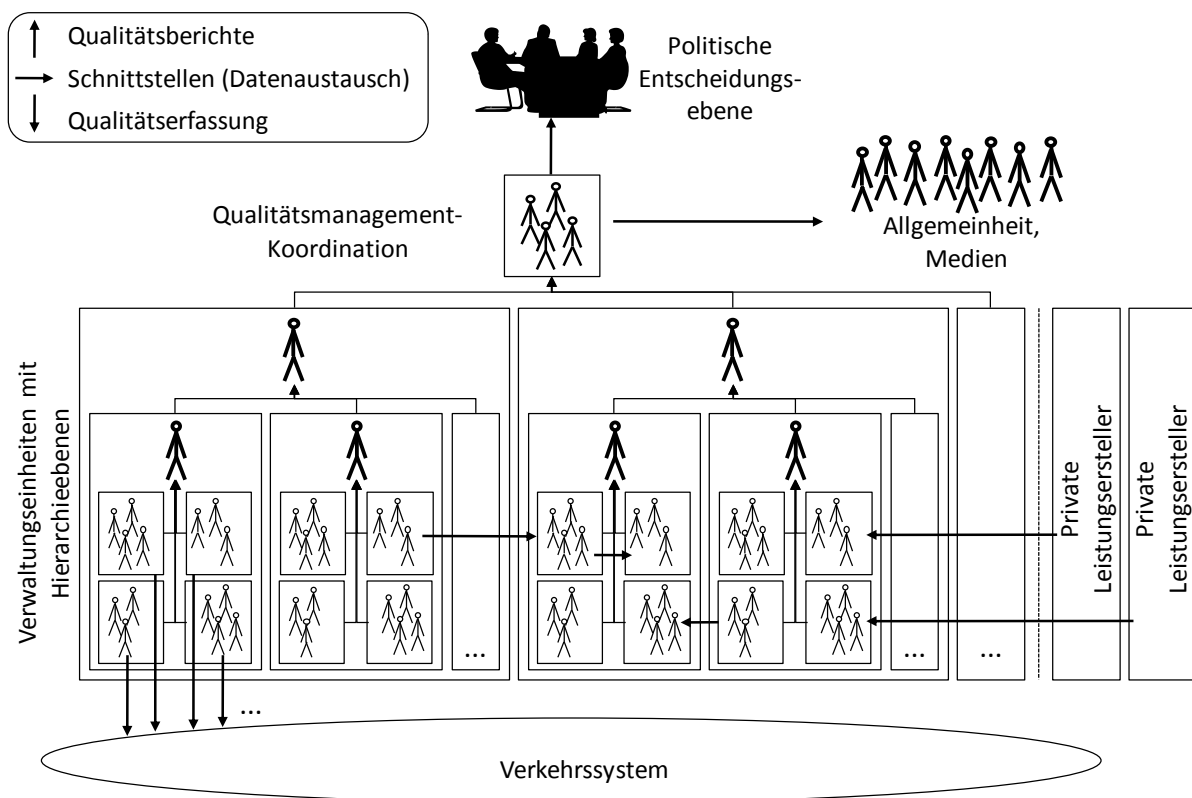 Qualitätsberichte
Schnittstellen (Datenaustausch)
Qualitätserfassung
Politische
Entscheidungs-
ebene
Qualitätsmanagement-
Koordination
Allgemeinheit,
Medien
Verwaltungseinheiten mit
Hierarchieebenen
...
...
...
Private
Leistungsersteller
Private
Leistungsersteller
...
Verkehrssystem